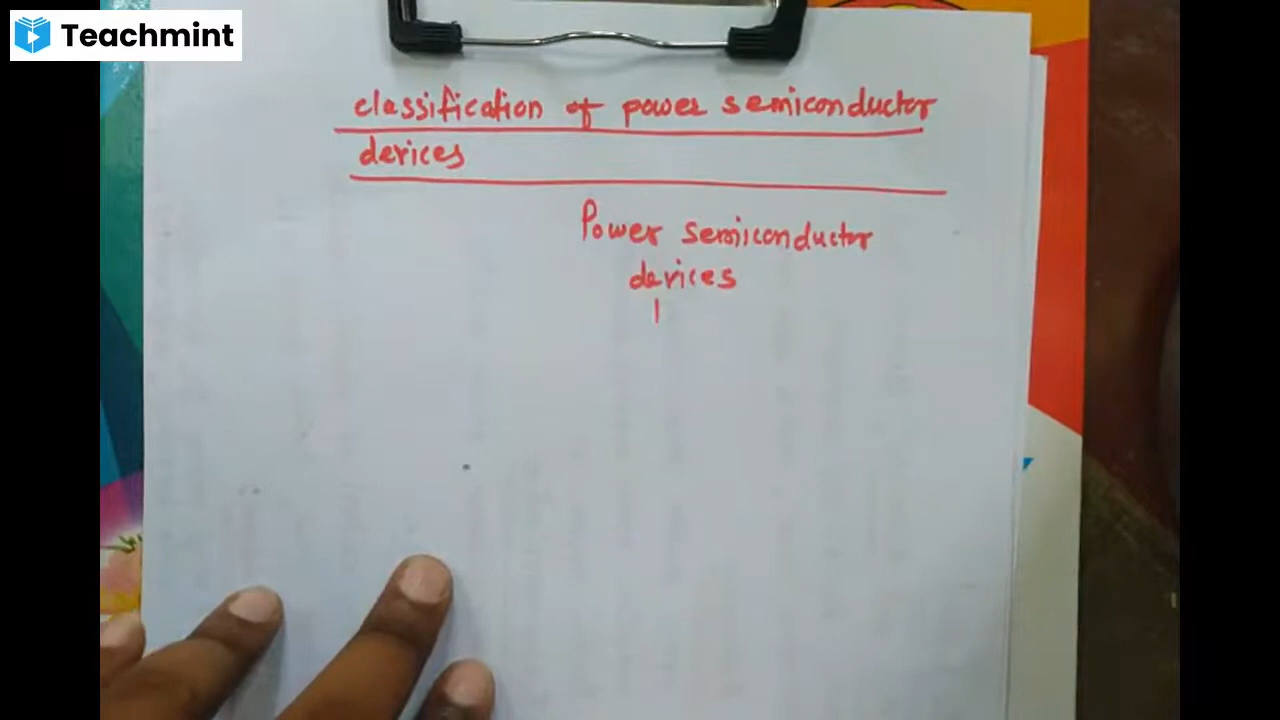 Teachmint
classification of power semiconductor
devices
Power semiconductor
devices